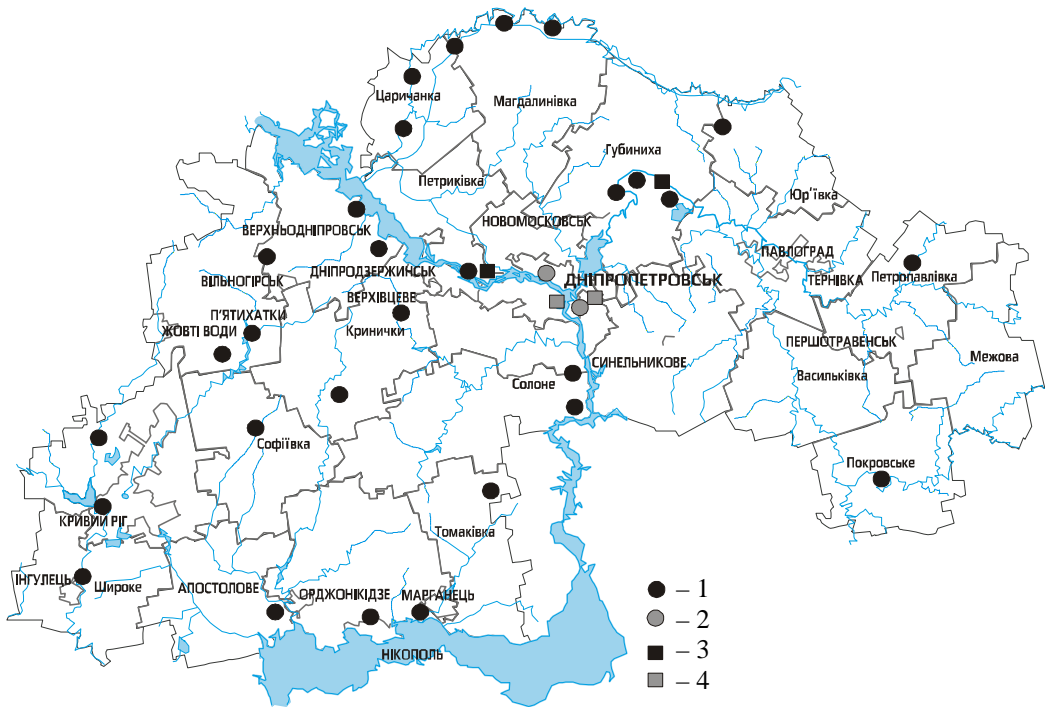 Царичанка
Магдалинівка
Губиниха
Петриківка
Юр'ївка
НОВОМОСКОВСЬК
ВЕРХНЬОДНІПРОВСЬК
ПАВЛОГРАД
ДНІПРОДЗЕРЖИНСЬК
ДНІПРОПЕТРОВСЬК
ТЕРНІВКА
Петропавлівка
ВІЛЬНОГІРСЬК
ВЕРХІВЦЕВЕ
П'ЯТИХАТКИ
ЖОВТІ ВОДИ
Кринички
ПЕРШОТРАВЕНСЬК
Межова
СИНЕЛЬНИКОВЕ
Солоне
Васильківка
Софіївка
Покровське
КРИВИЙ РІГ
Томаківка
ІНГУЛЕЦЬ
Широке
АПОСТОЛОВЕ
ОРДЖОНІКІДЗЕ
МАРГАНЕЦЬ
НІКОПОЛЬ
– 1
– 2
– 3
– 4